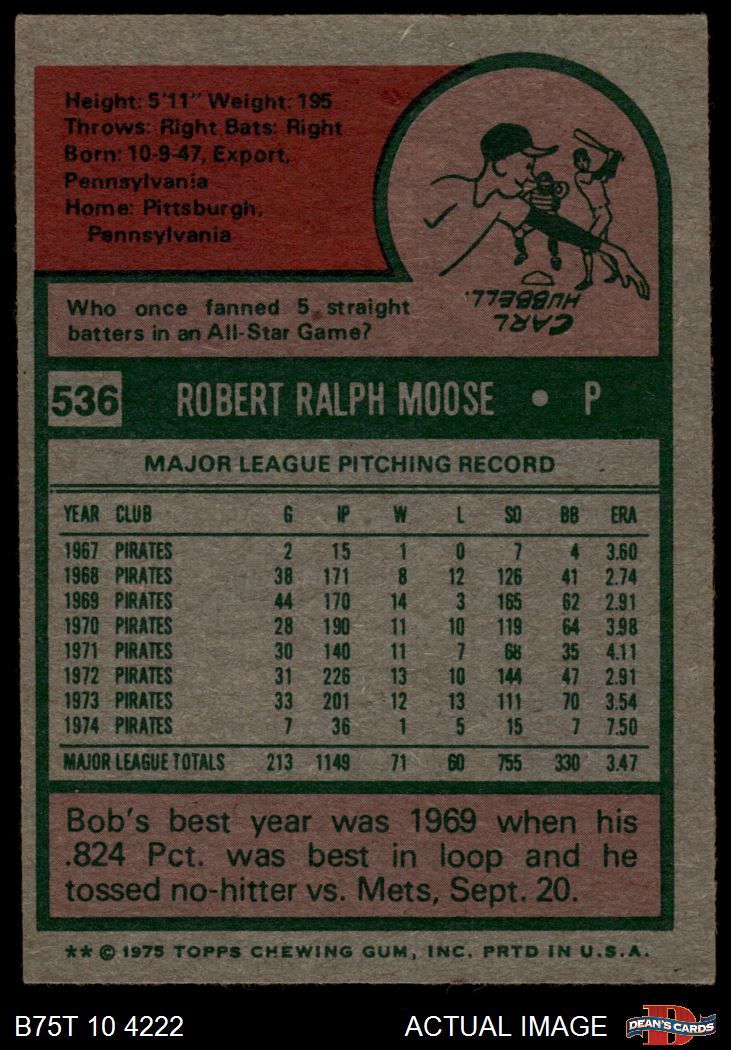 Height: 5'11" Weight: 195
Throws: Right Bats: Right
Born: 10-9-47, Export,
Pennsylvania
Home: Pittsburgh,
Pennsylvania
Who once fanned 5 straight
batters in an All-Star Game?
CARL
HUBBELL.
536 ROBERT RALPH MOOSE • P
MAJOR LEAGUE PITCHING RECORD
YEAR CLUB G IP W L SO BB ERA
1967 PIRATES 2 15 1 0 7 4 3.60
1968 PIRATES 38 171 8 12 126 41 2.74
1969 PIRATES 44 170 14 3 165 62 2.91
1970 PIRATES 28 190 11 10 119 64 3.98
1971 PIRATES 30 140 11 7 68 35 4.11
1972 PIRATES 31 226 13 10 144 47 2.91
1973 PIRATES 33 201 12 13 111 70 3.54
1974 PIRATES 7 36 1 5 15 7 7.50
MAJOR LEAGUE TOTALS 213 1149 71 60 755 330 3.47
Bob's best year was 1969 when his
.824 Pct. was best in loop and he
tossed no-hitter vs. Mets, Sept. 20.
** © 1975 TOPPS CHEWING GUM, INC. PRTD IN U.S.A.
B75T 10 4222 ACTUAL IMAGE D DEAN'S CARDS